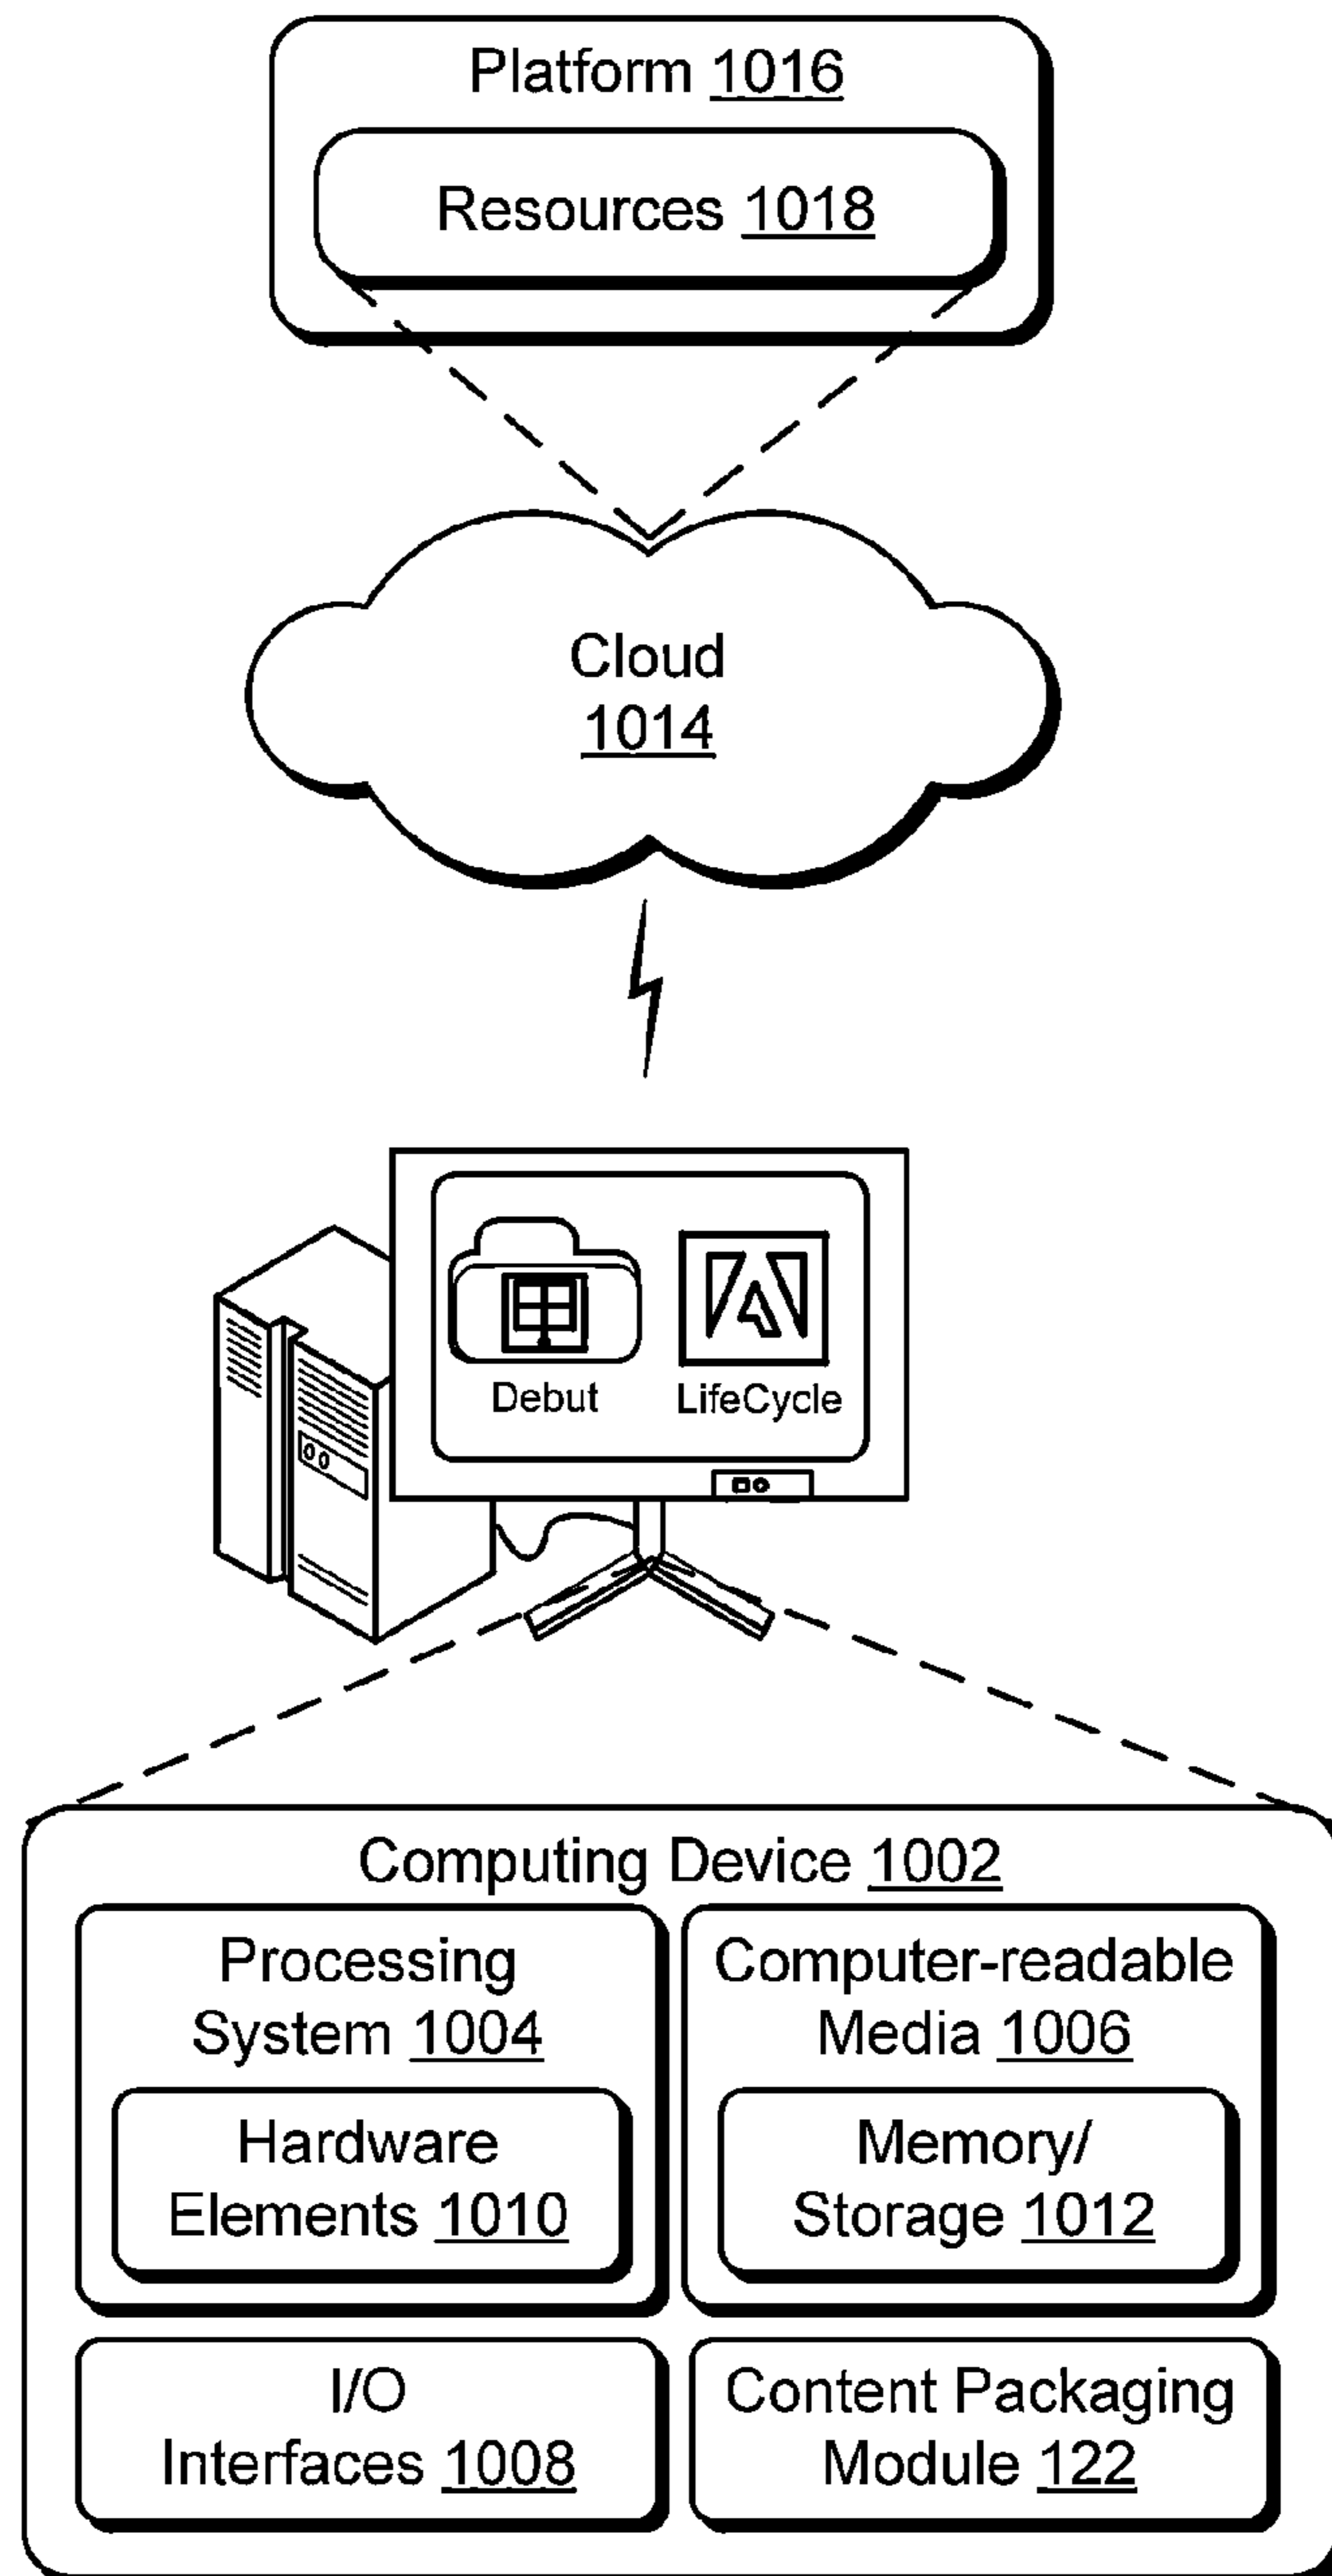 Platform 1016
Resources 1018
Cloud
1014
Debut
LifeCycle
Computing Device 1002
Processing
System 1004
Hardware
Elements 1010
Computer-readable
Media 1006
Memory/
Storage 1012
I/O
Interfaces 1008
Content Packaging
Module 122